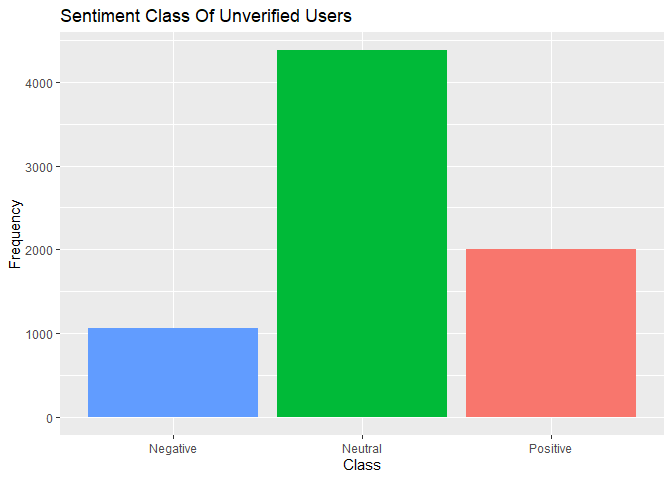 Sentiment Class Of Unverified Users
4000
3000
2000
1000
0
Frequency
Negative Neutral Positive
Class